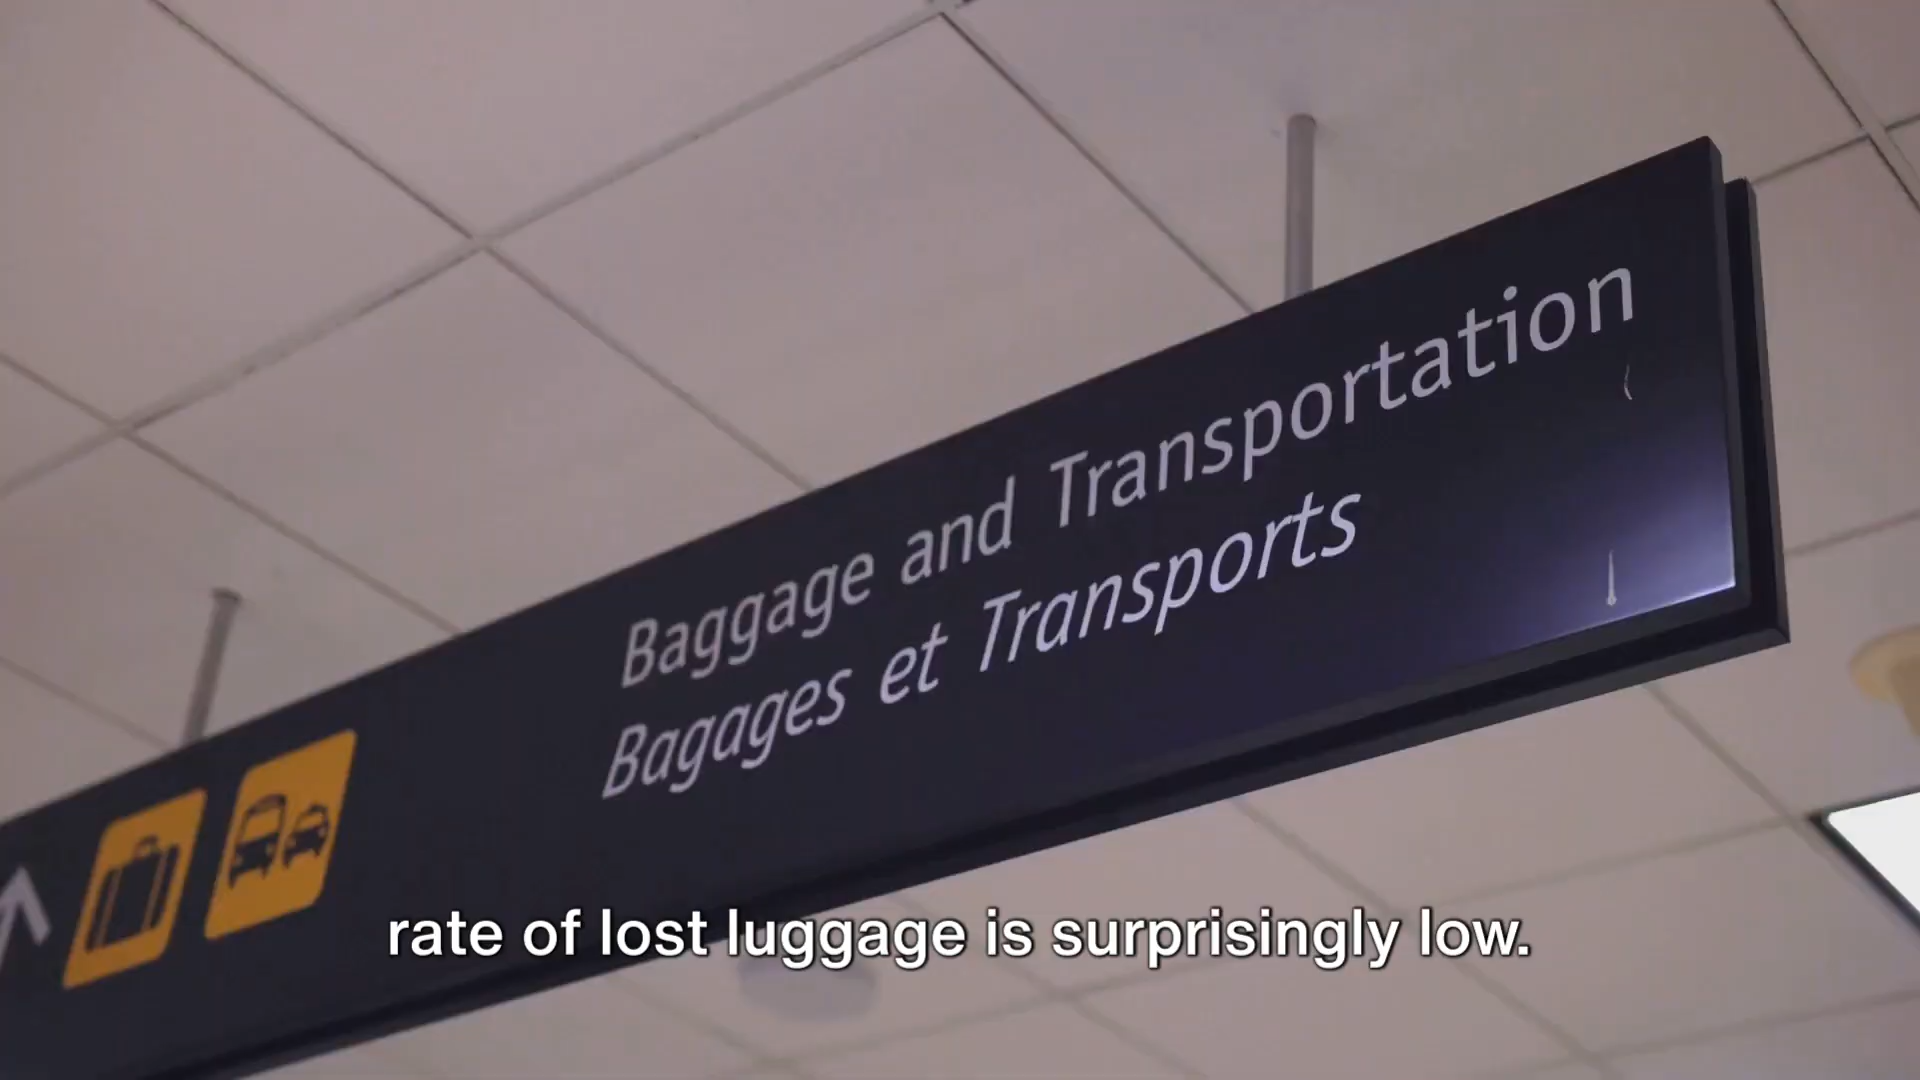 Baggage and Transportation
Bagages et Transports
rate of lost luggage is surprisingly low.